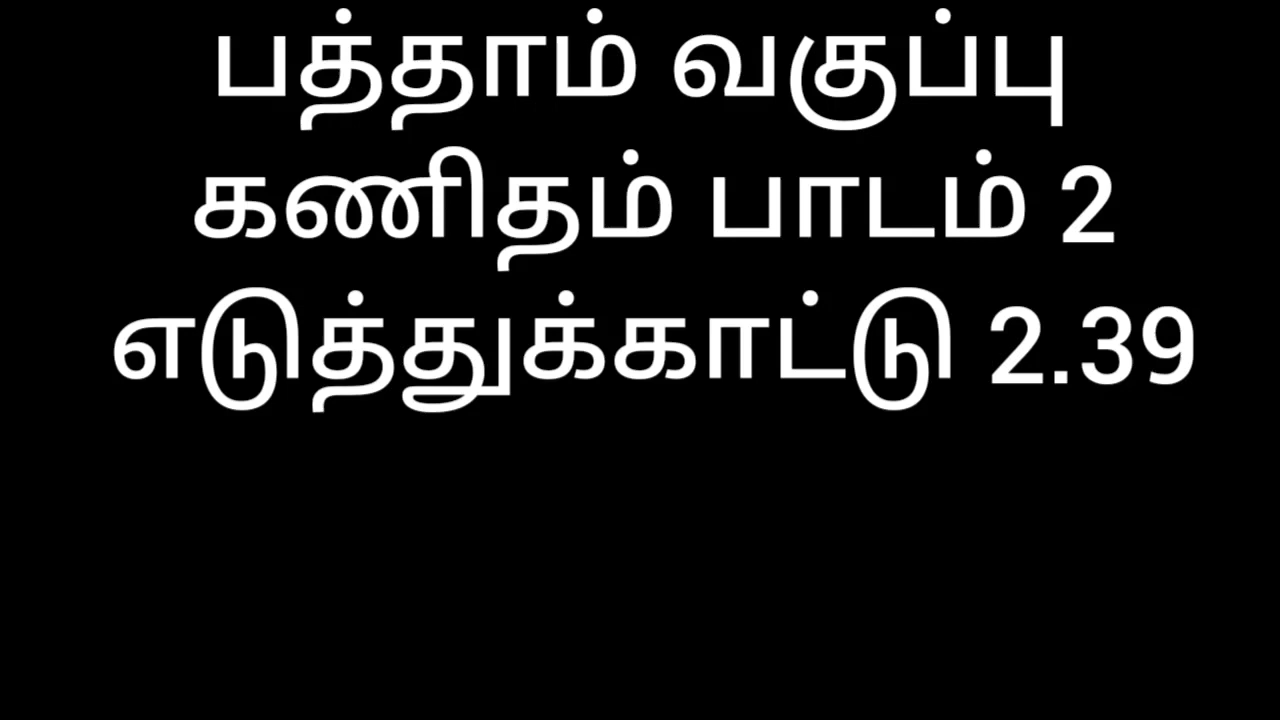 பத்தாம் வகுப்பு
கணிதம் பாடம் 2
எடுத்துக்காட்டு 2.39